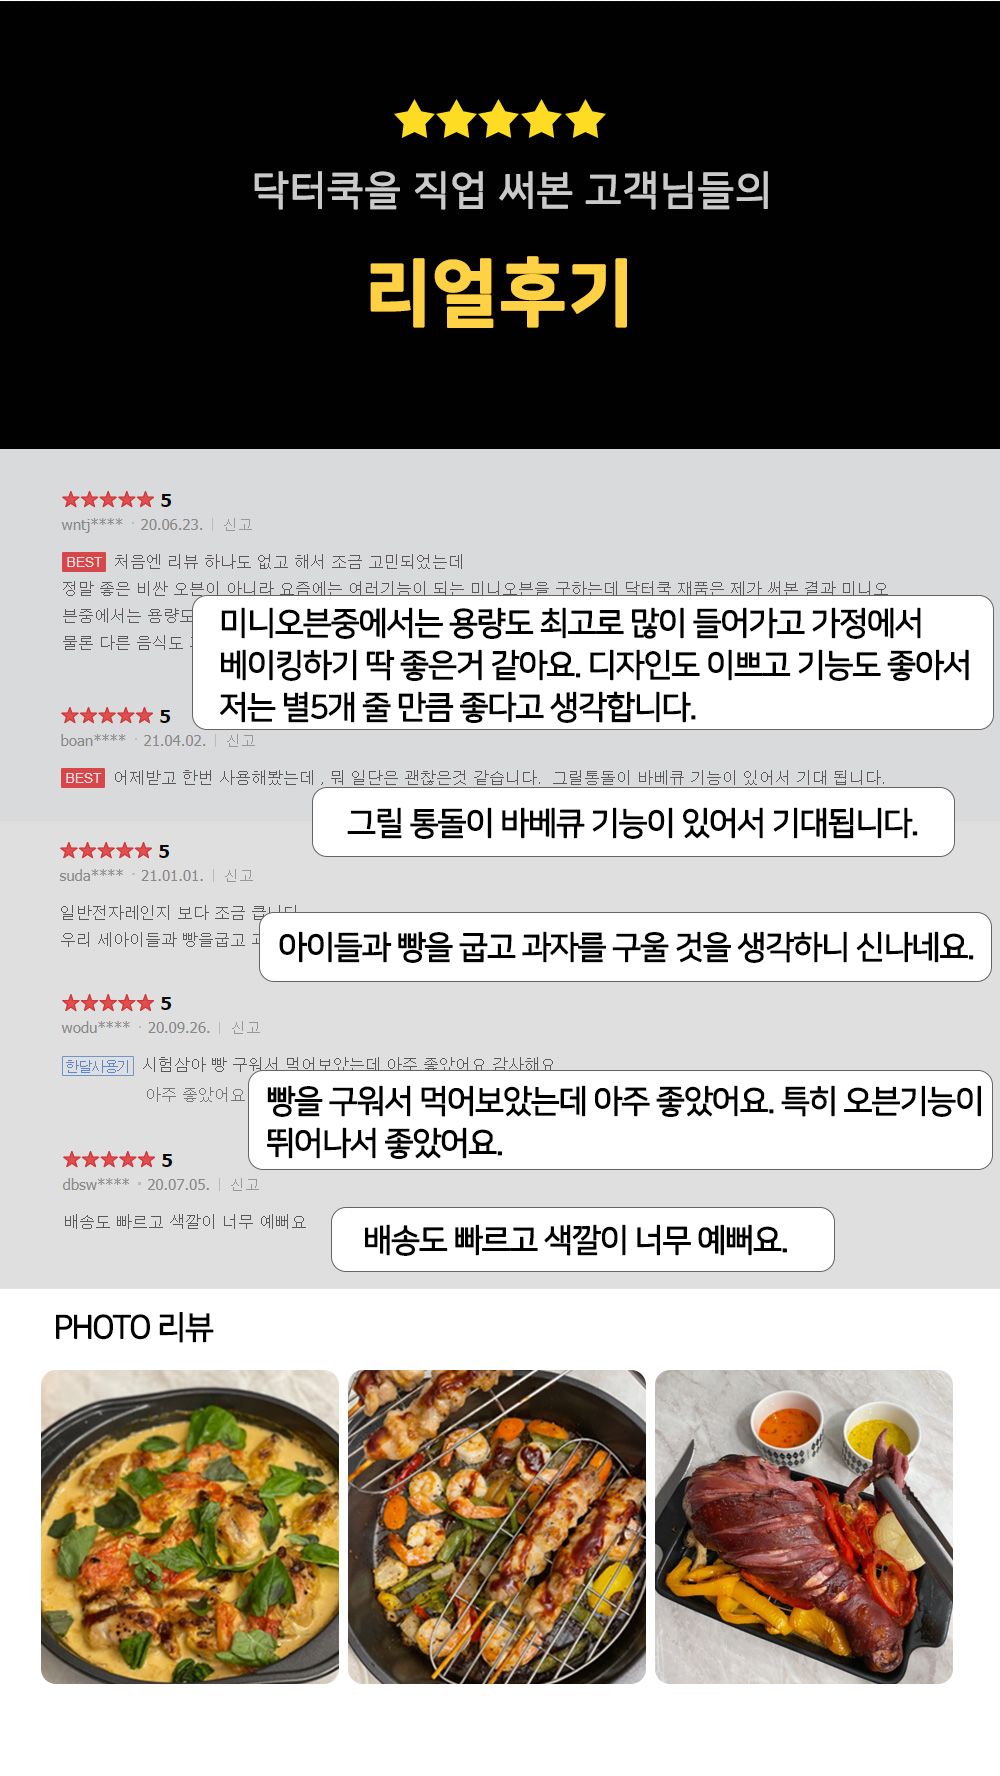 닥터쿡을 직업 써본 고객님들의
리얼후기
5
wntj**** · 20.06.23. | 신고
BEST 처음엔 리뷰 하나도 없고 해서 조금 고민되었는데
정말 좋은 비싼 오븐이 아니라 요즘에는 여러기능이 되는 미니오븐을 구하는데 닥터쿡 재품은 제가 써본 결과 미니오
븐중에서는 용량도
물론 다른 음식도
미니오븐중에서는 용량도 최고로 많이 들어가고 가정에서
베이킹하기 딱 좋은거 같아요. 디자인도 이쁘고 기능도 좋아서
저는 별5개 줄 만큼 좋다고 생각합니다.
5
boan**** · 21.04.02. | 신고
BEST 어제받고 한번 사용해봤는데 , 뭐 일단은 괜찮은것 같습니다. 그릴통돌이 바베큐 기능이 있어서 기대 됩니다.
그릴 통돌이 바베큐 기능이 있어서 기대됩니다.
5
suda**** · 21.01.01. | 신고
일반전자레인지 보다 조금 큽니다
우리 세아이들과 빵을굽고
아이들과 빵을 굽고 과자를 구울 것을 생각하니 신나네요.
5
wodu**** · 20.09.26. | 신고
한달사용기 시험삼아 빵 구워서 먹어보았는데 아주 좋았어요 감사해요
아주 좋았어요
빵을 구워서 먹어보았는데 아주 좋았어요. 특히 오븐기능이
뛰어나서 좋았어요.
5
dbsw**** · 20.07.05. | 신고
배송도 빠르고 색깔이 너무 예뻐요
배송도 빠르고 색깔이 너무 예뻐요.
PHOTO 리뷰